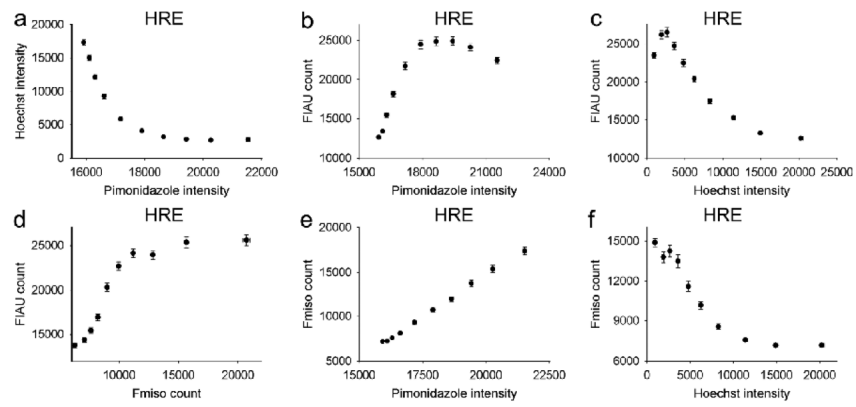 a HRE
Hoechst intensity
20000
15000
10000
5000
0
16000 18000 20000 22000
Pimonidazole intensity
b HRE
FIAU count
30000
25000
20000
15000
10000
15000 18000 21000 24000
Pimonidazole intensity
c HRE
FIAU count
30000
25000
20000
15000
10000
0 5000 10000 15000 20000 25000
Hoechst intensity
d HRE
FIAU count
25000
20000
15000
10000 15000 20000
Fmiso count
e HRE
Fmiso count
20000
15000
10000
5000
15000 17500 20000 22500
Pimonidazole intensity
f HRE
Fmiso count
15000
12000
9000
6000
0 5000 10000 15000 20000
Hoechst intensity